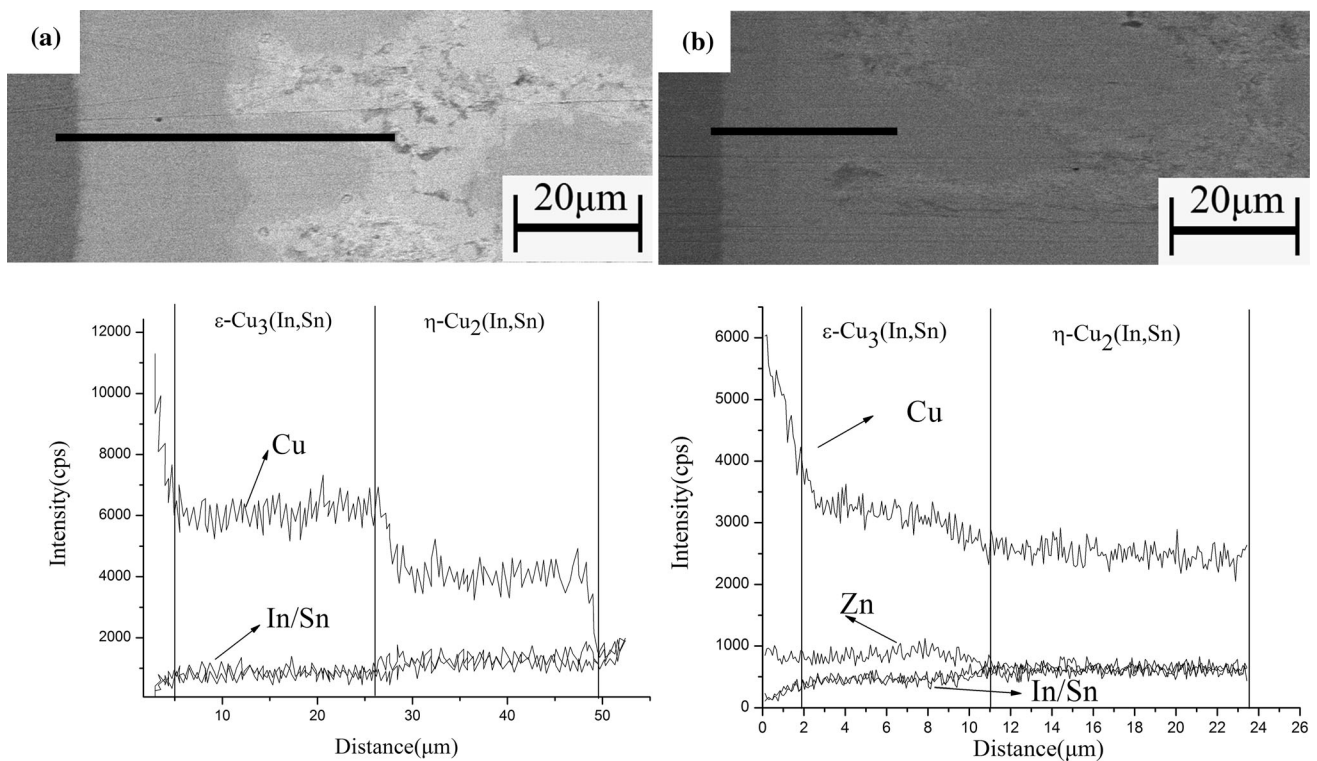 (a)
20μm
(b)
20μm
ε-Cu3(In,Sn)
η-Cu2(In,Sn)
12000
10000
8000
6000
4000
2000
Intensity(cps)
Cu
In/Sn
10
20
30
40
50
Distance(μm)
ε-Cu3(In,Sn)
η-Cu2(In,Sn)
6000
5000
4000
3000
2000
1000
0
Intensity(cps)
Cu
Zn
In/Sn
0
2
4
6
8
10
12
14
16
18
20
22
24
26
Distance(μm)